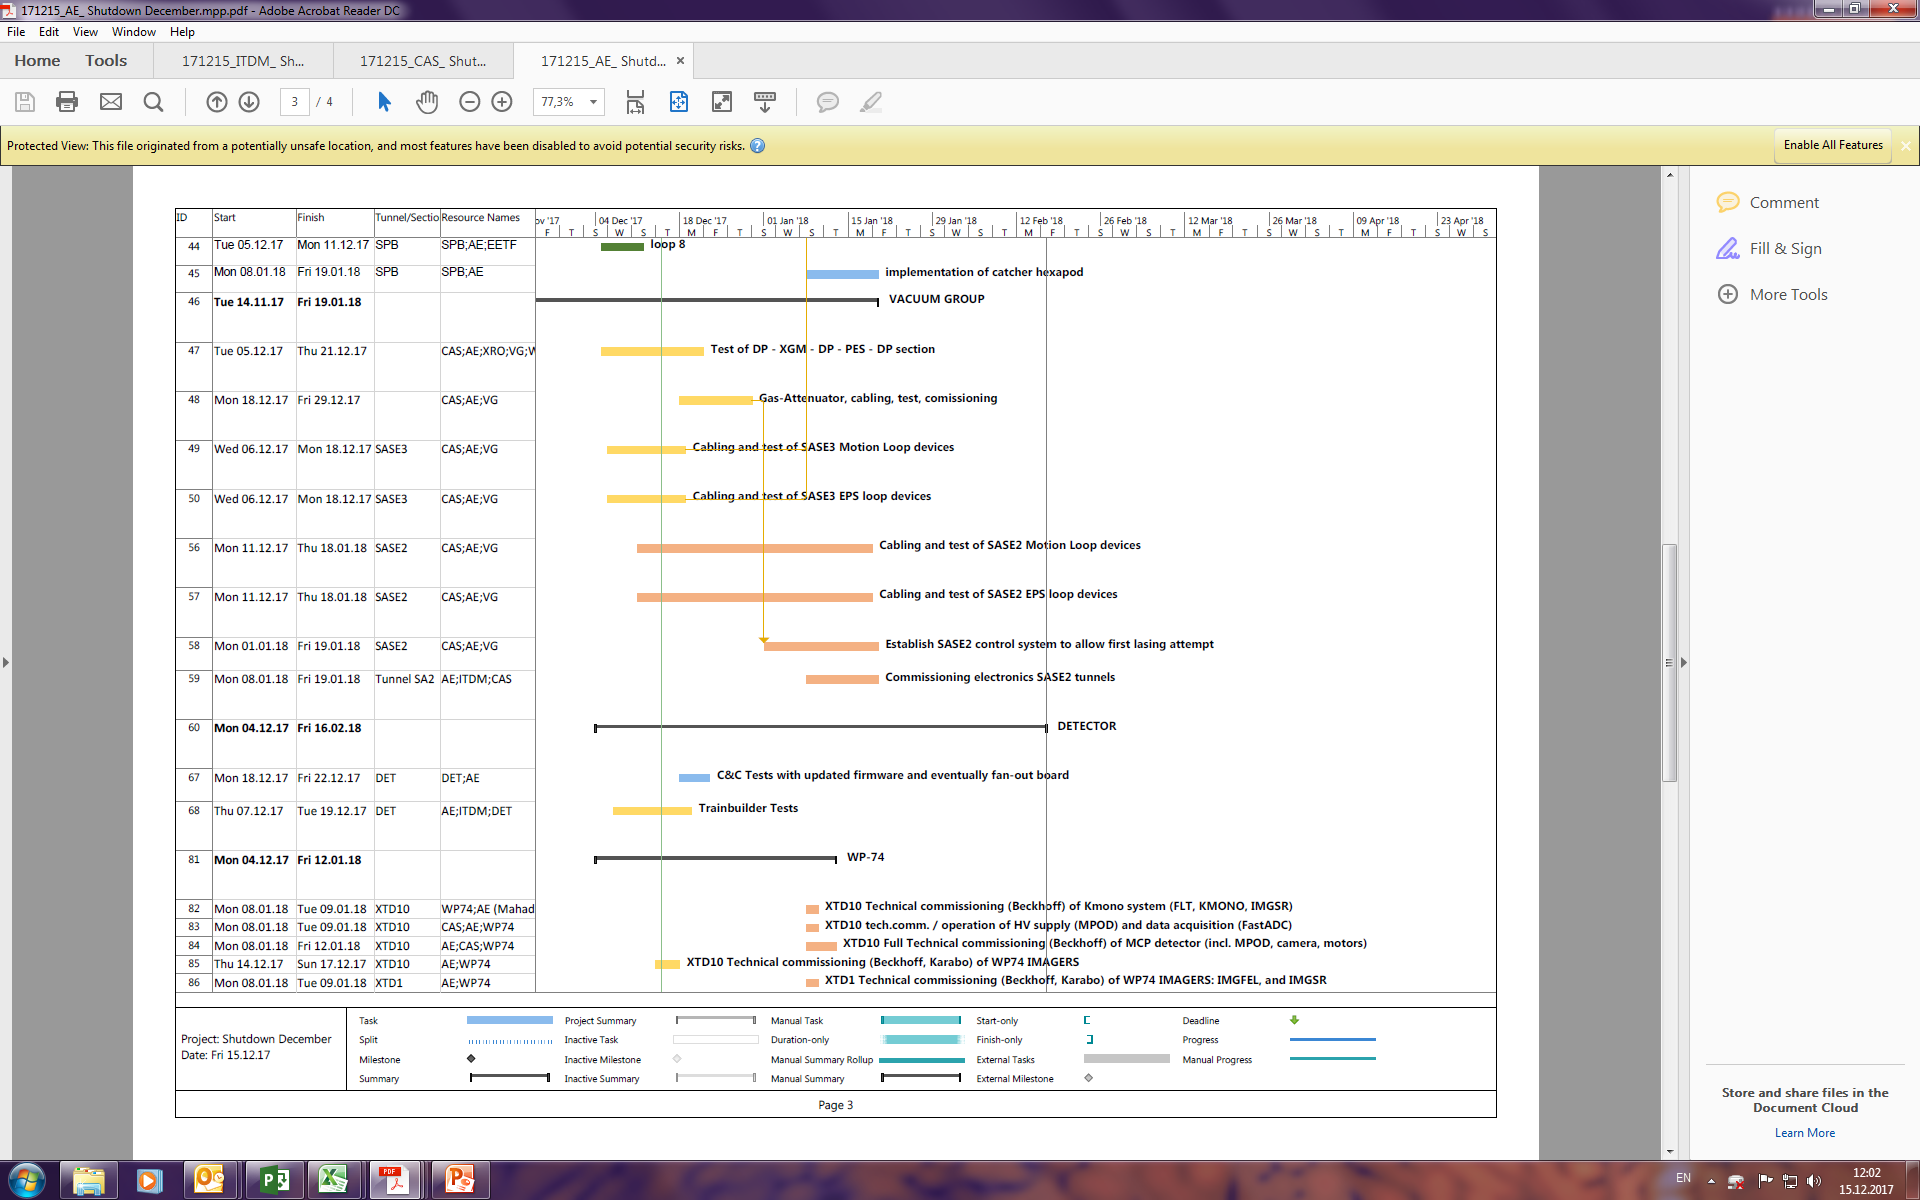 171215_AE_ Shutdown December.mpp.pdf - Adobe Acrobat Reader DC
File Edit View Window Help
Home Tools 171215_ITDM_ Sh... 171215_CAS_ Shut... 171215_AE_ Shutd...
3 / 4 77,3%
Protected View: This file originated from a potentially unsafe location, and most features have been disabled to avoid potential security risks. Enable All Features
ID Start Finish Tunnel/Sectio Resource Names ov '17 04 Dec '17 18 Dec '17 01 Jan '18 15 Jan '18 29 Jan '18 12 Feb '18 26 Feb '18 12 Mar '18 26 Mar '18 09 Apr '18 23 Apr '18
F T S W S T M F T S W S T M F T S W S T M F T S W S T M F T S W S T M F T S W S
44 Tue 05.12.17 Mon 11.12.17 SPB SPB;AE;EETF loop 8
45 Mon 08.01.18 Fri 19.01.18 SPB SPB;AE implementation of catcher hexapod
46 Tue 14.11.17 Fri 19.01.18 VACUUM GROUP
47 Tue 05.12.17 Thu 21.12.17 CAS;AE;XRO;VG;W Test of DP - XGM - DP - PES - DP section
48 Mon 18.12.17 Fri 29.12.17 CAS;AE;VG Gas-Attenuator, cabling, test, comissioning
49 Wed 06.12.17 Mon 18.12.17 SASE3 CAS;AE;VG Cabling and test of SASE3 Motion Loop devices
50 Wed 06.12.17 Mon 18.12.17 SASE3 CAS;AE;VG Cabling and test of SASE3 EPS loop devices
56 Mon 11.12.17 Thu 18.01.18 SASE2 CAS;AE;VG Cabling and test of SASE2 Motion Loop devices
57 Mon 11.12.17 Thu 18.01.18 SASE2 CAS;AE;VG Cabling and test of SASE2 EPS loop devices
58 Mon 01.01.18 Fri 19.01.18 SASE2 CAS;AE;VG Establish SASE2 control system to allow first lasing attempt
59 Mon 08.01.18 Fri 19.01.18 Tunnel SA2 AE;ITDM;CAS Commissioning electronics SASE2 tunnels
60 Mon 04.12.17 Fri 16.02.18 DETECTOR
67 Mon 18.12.17 Fri 22.12.17 DET DET;AE C&C Tests with updated firmware and eventually fan-out board
68 Thu 07.12.17 Tue 19.12.17 DET AE;ITDM;DET Trainbuilder Tests
81 Mon 04.12.17 Fri 12.01.18 WP-74
82 Mon 08.01.18 Tue 09.01.18 XTD10 WP74;AE (Mahad XTD10 Technical commissioning (Beckhoff) of Kmono system (FLT, KMONO, IMGSR)
83 Mon 08.01.18 Tue 09.01.18 XTD10 CAS;AE;WP74 XTD10 tech.comm. / operation of HV supply (MPOD) and data acquisition (FastADC)
84 Mon 08.01.18 Fri 12.01.18 XTD10 AE;CAS;WP74 XTD10 Full Technical commissioning (Beckhoff) of MCP detector (incl. MPOD, camera, motors)
85 Thu 14.12.17 Sun 17.12.17 XTD10 AE;WP74 XTD10 Technical commissioning (Beckhoff, Karabo) of WP74 IMAGERS
86 Mon 08.01.18 Tue 09.01.18 XTD1 AE;WP74 XTD1 Technical commissioning (Beckhoff, Karabo) of WP74 IMAGERS: IMGFEL, and IMGSR
Project: Shutdown December
Date: Fri 15.12.17
Task Project Summary Manual Task Start-only Deadline
Split Inactive Task Duration-only Finish-only Progress
Milestone Inactive Milestone Manual Summary Rollup External Tasks Manual Progress
Summary Inactive Summary Manual Summary External Milestone
Page 3
Comment
Fill & Sign
More Tools
Store and share files in the
Document Cloud
Learn More
EN 12:02
15.12.2017